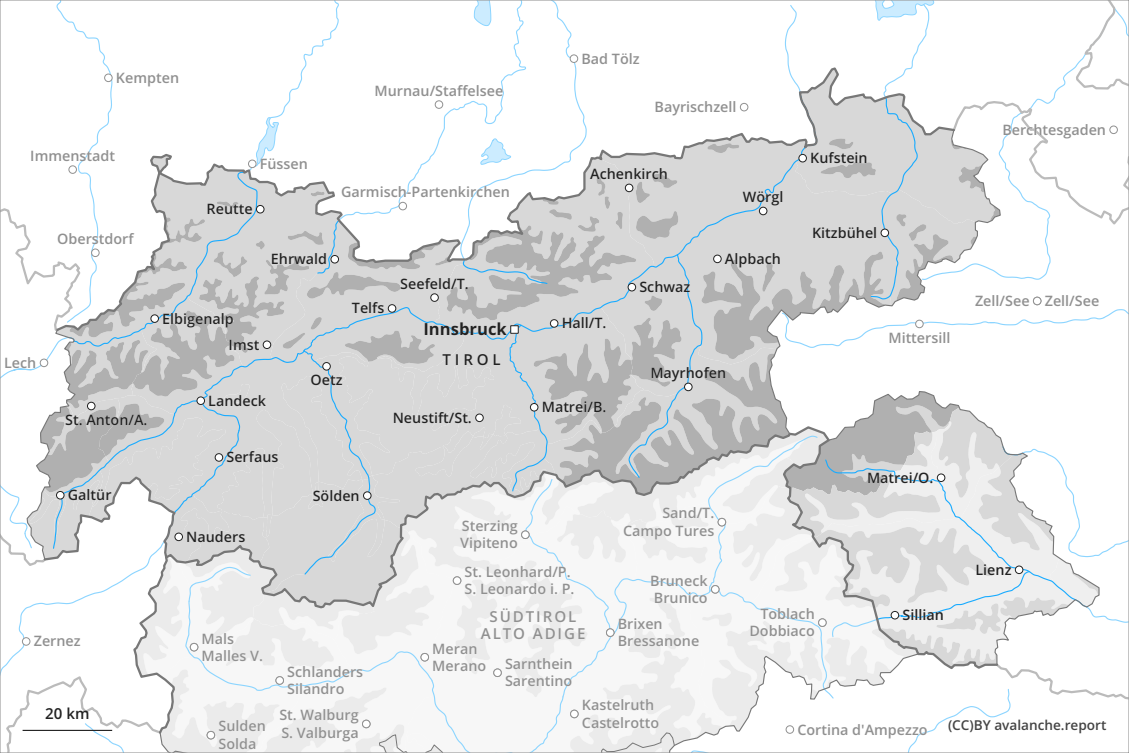 Kempten
Bad Tölz
Murnau/Staffelsee
Bayrischzell
Berchtesgaden
Immenstadt
Füssen
Kufstein
Achenkirch
Garmisch-Partenkirchen
Wörgl
Reutte
Oberstdorf
Kitzbühel
Ehrwald
Alpbach
Seefeld/T.
Schwaz
Zell/See
Zell/See
Telfs
Elbigenalp
Innsbruck
Hall/T.
Mittersill
Imst
TIROL
Lech
Oetz
Mayrhofen
Landeck
Matrei/B.
St. Anton/A.
Neustift/St.
Serfaus
Matrei/O.
Galtür
Sölden
Sand/T.
Campo Tures
Sterzing
Vipiteno
Nauders
Lienz
St. Leonhard/P.
S. Leonardo i. P.
Bruneck
Brunico
SÜDTIROL
ALTO ADIGE
Toblach
Dobbiaco
Sillian
Brixen
Bressanone
Zernez
Mals
Malles V.
Meran
Merano
Sarnthein
Sarentino
Schlanders
Silandro
Kastelruth
Castelrotto
St. Walburg
S. Valburga
Sulden
Solda
20 km
Cortina d'Ampezzo
(CC)BY avalanche.report